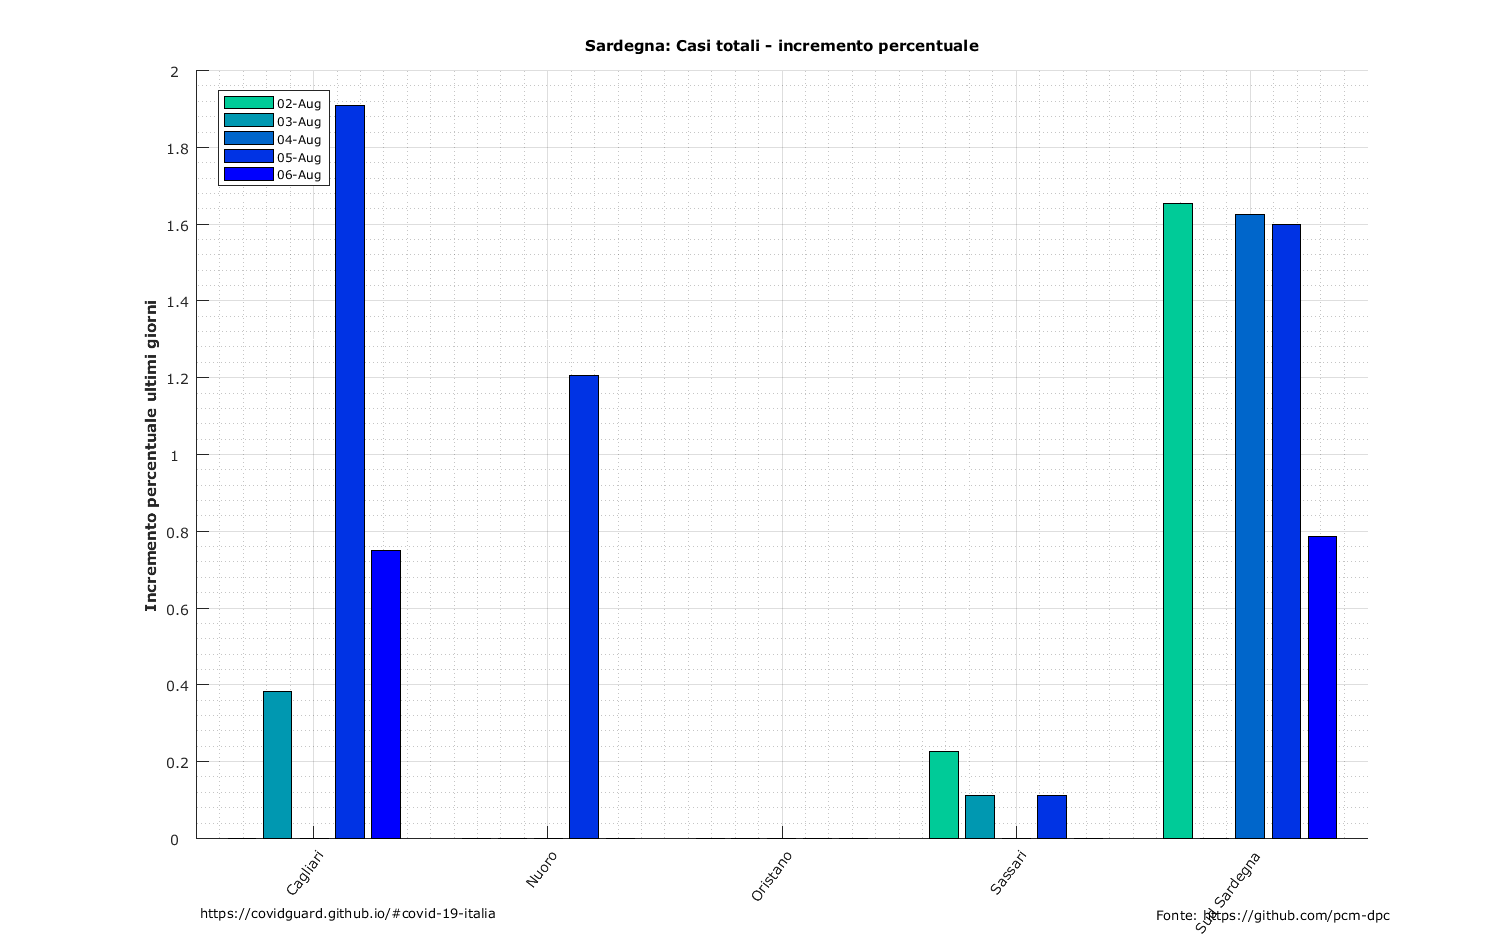 Sardegna: Casi totali - incremento percentuale
2
1.8
1.6
1.4
1.2
1
0.8
0.6
0.4
0.2
0
Incremento percentuale ultimi giorni
02-Aug
03-Aug
04-Aug
05-Aug
06-Aug
Cagliari
Nuoro
Oristano
Sassari
Sud Sardegna
https://covidguard.github.io/#covid-19-italia
Fonte: https://github.com/pcm-dpc